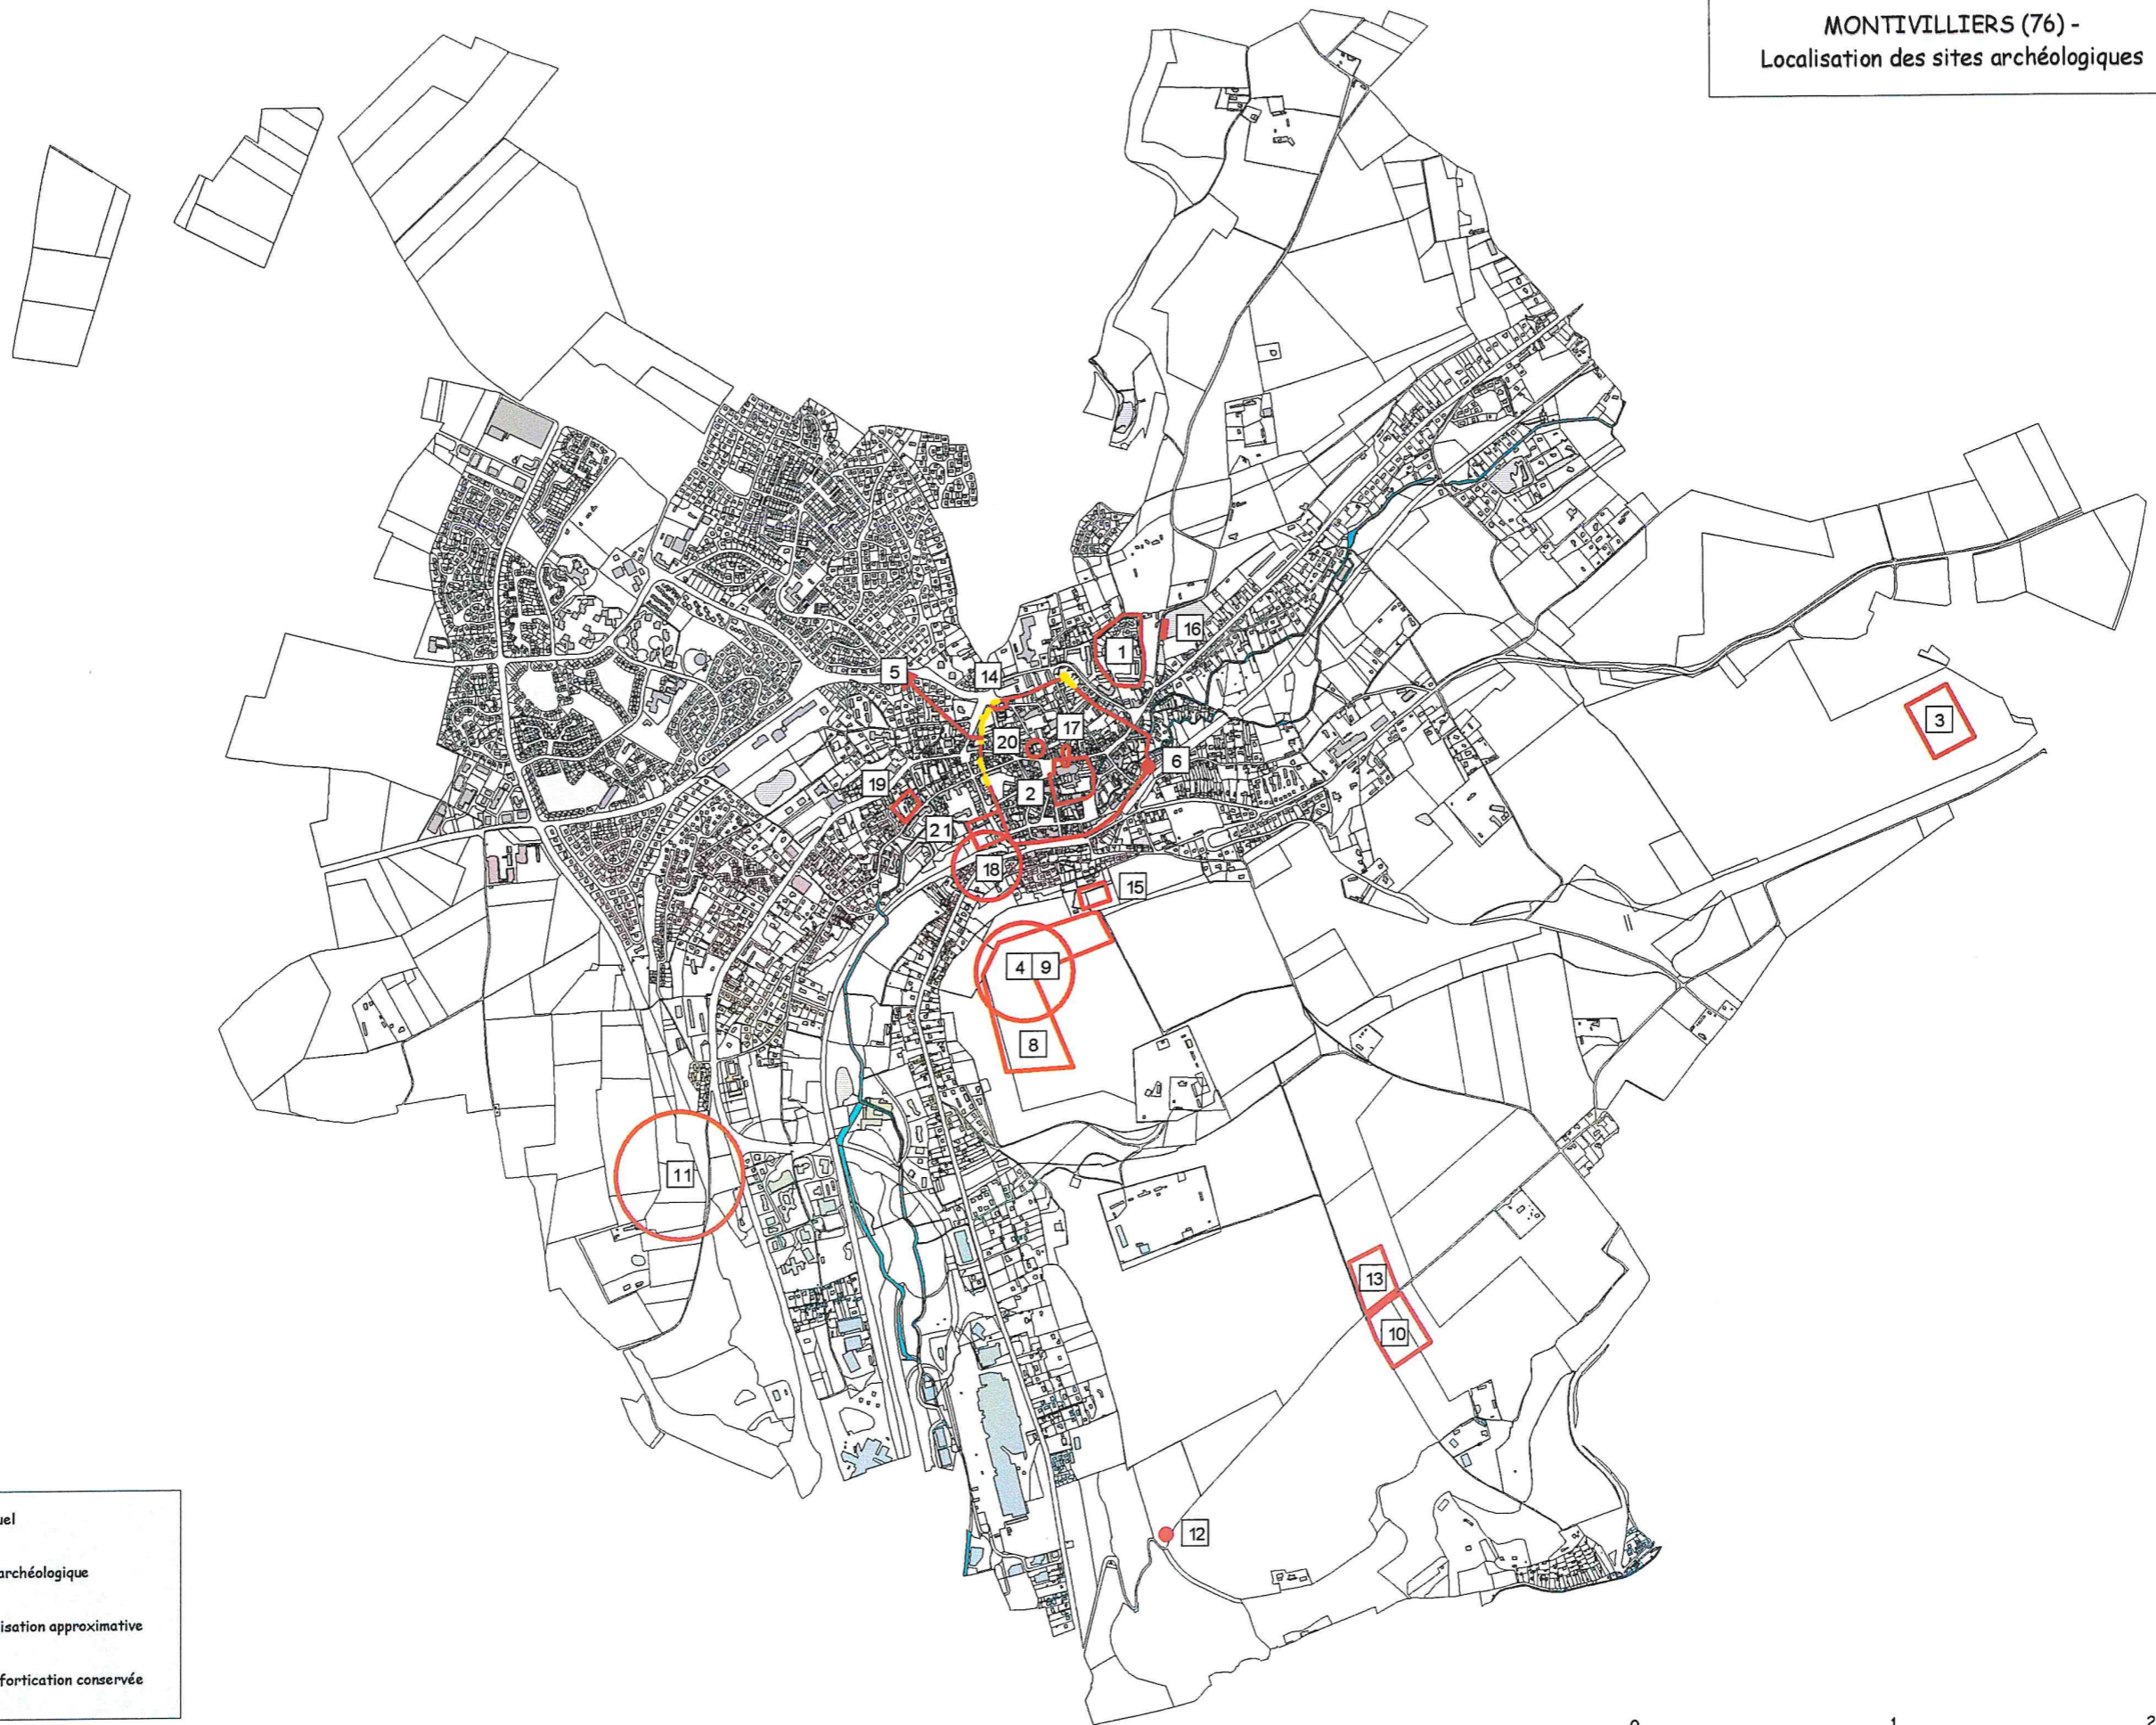 MONTIVILLIERS (76) -
Localisation des sites archéologiques
16
1
5
14
3
17
20
6
19
2
21
18
15
4 9
8
11
13
10
12
uel
archéologique
isation approximative
fortication conservée
0 1 2